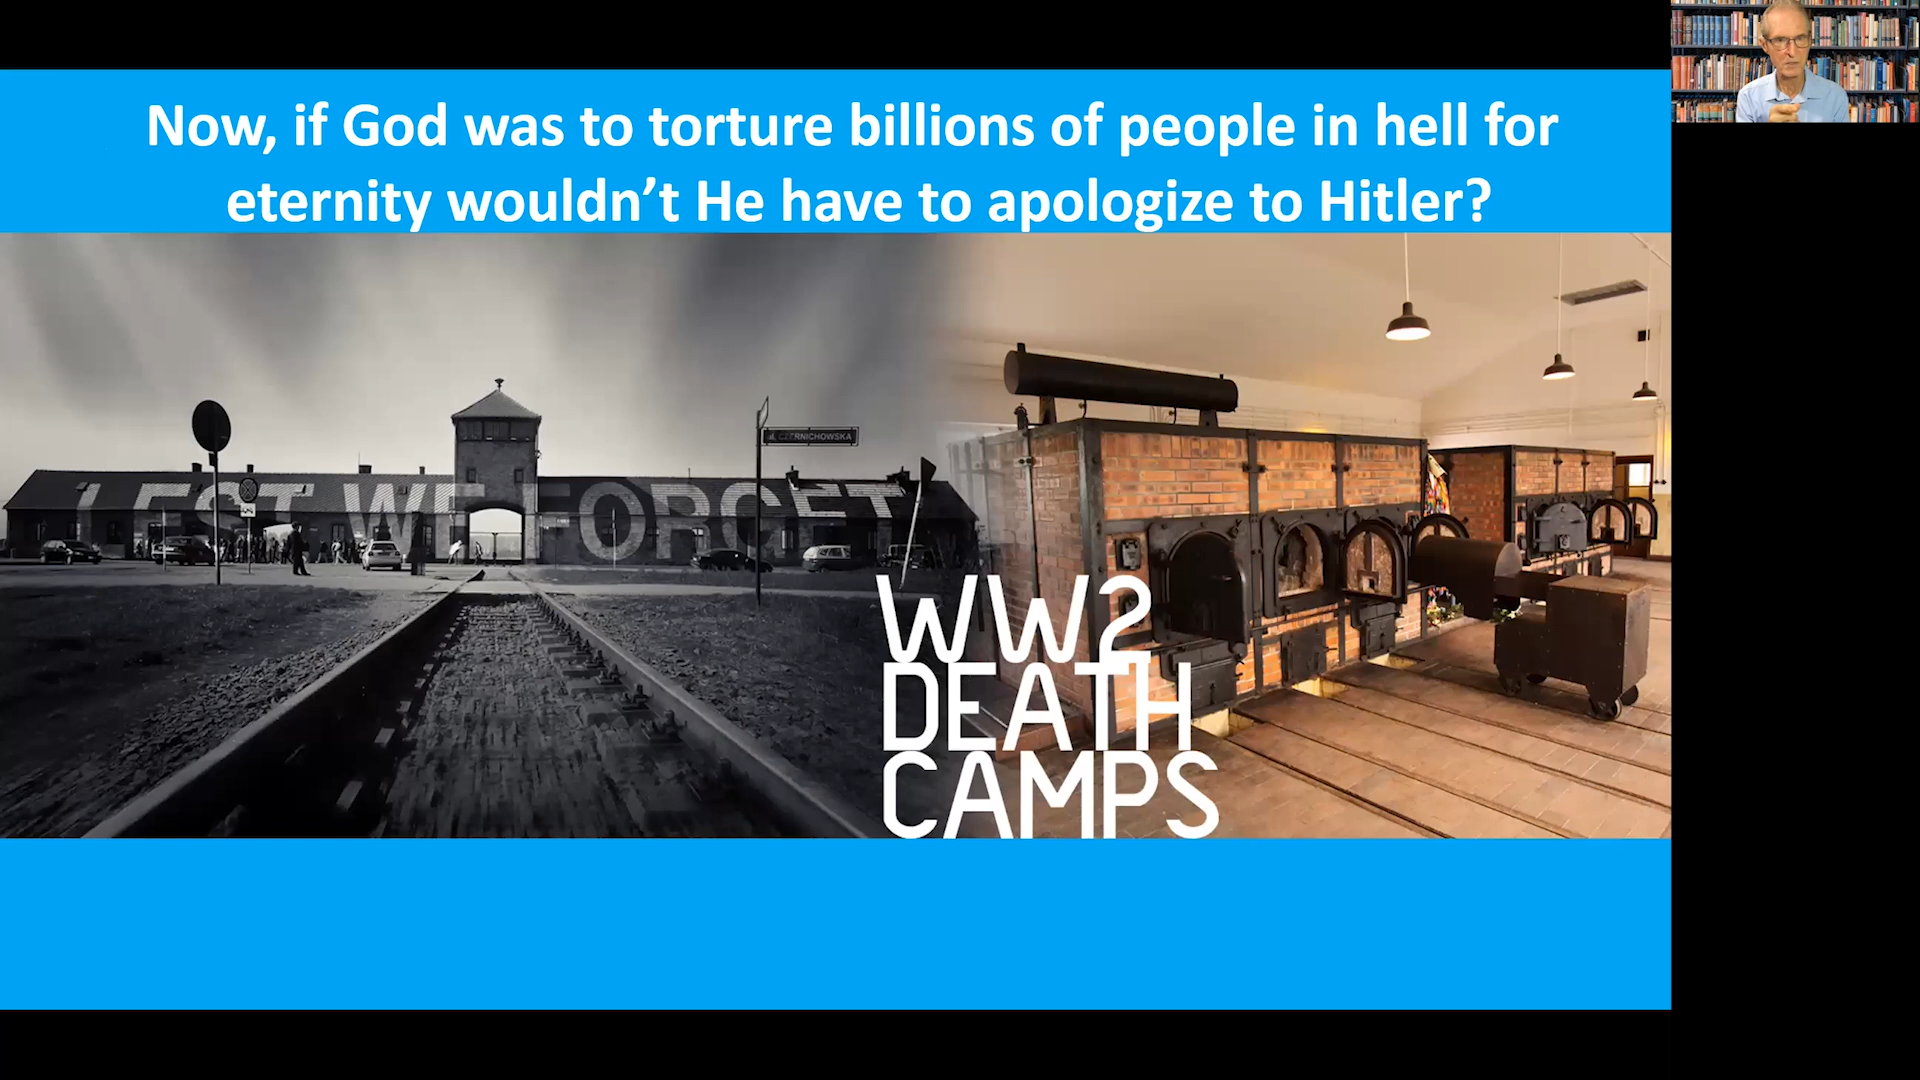 Now, if God was to torture billions of people in hell for
eternity wouldn't He have to apologize to Hitler?
CZERNICHOWSKA
LEST WE FORGET
WW2
DEATH
CAMPS